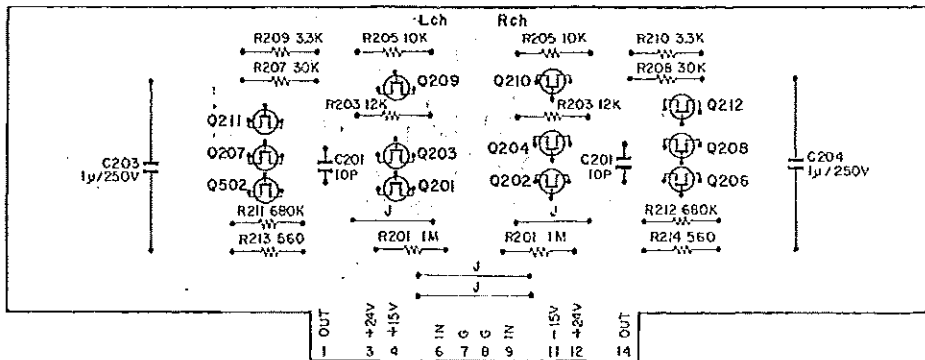 Lch Rch
R209 3.3K R205 10K R205 10K R210 3.3K
R207 30K Q209 Q210 R208 30K
R203 12K R203 12K Q212
Q211
Q207 C201 10P Q203 Q204 C201 10P Q208
C203 1μ/250V C204 1μ/250V
Q502 Q201 Q202 Q206
R211 680K J J R212 680K
R213 560 R201 1M R201 1M R214 560
J
J
OUT +24V +15V IN G G IN -15V +24V OUT
1 3 4 6 7 8 9 11 12 14